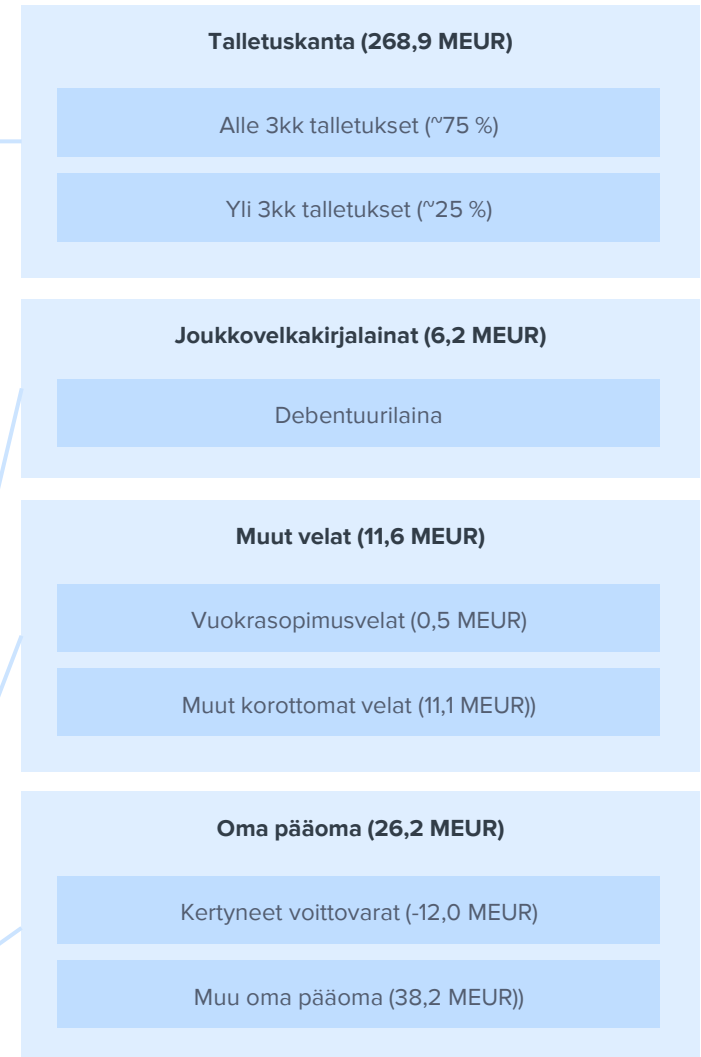 Talletuskanta (268,9 MEUR)
Alle 3kk talletukset (~75 %)
Yli 3kk talletukset (~25 %)
Joukkovelkakirjalainat (6,2 MEUR)
Debentuurilaina
Muut velat (11,6 MEUR)
Vuokrasopimusvelat (0,5 MEUR)
Muut korottomat velat (11,1 MEUR))
Oma pääoma (26,2 MEUR)
Kertyneet voittovarat (-12,0 MEUR)
Muu oma pääoma (38,2 MEUR))